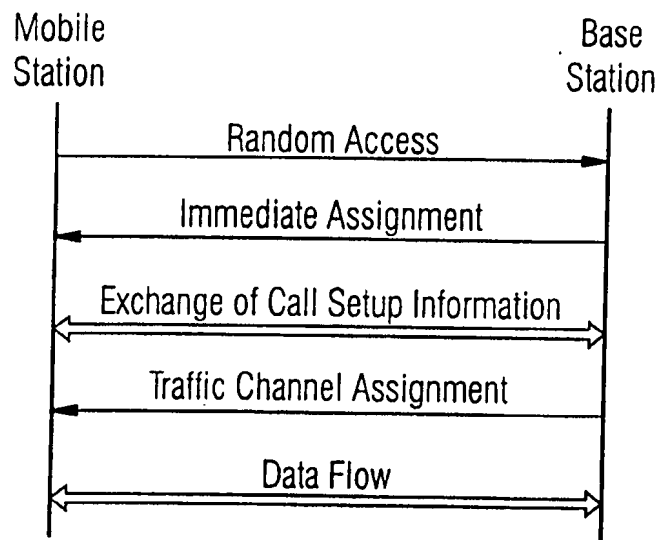 Mobile
Station
Base
Station
Random Access
Immediate Assignment
Exchange of Call Setup Information
Traffic Channel Assignment
Data Flow